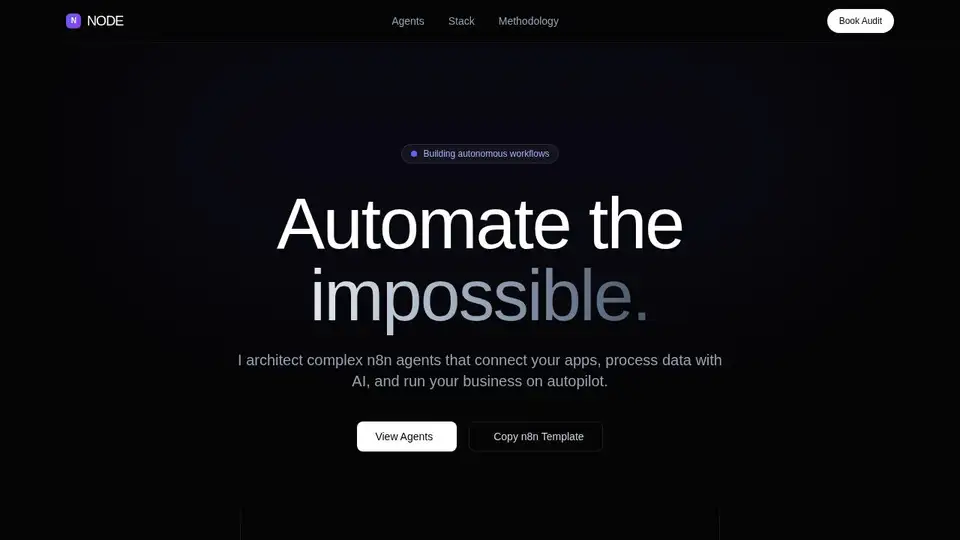 N NODE
Agents Stack Methodology
Book Audit
Building autonomous workflows
Automate the
impossible.
I architect complex n8n agents that connect your apps, process data with
AI, and run your business on autopilot.
View Agents
Copy n8n Template